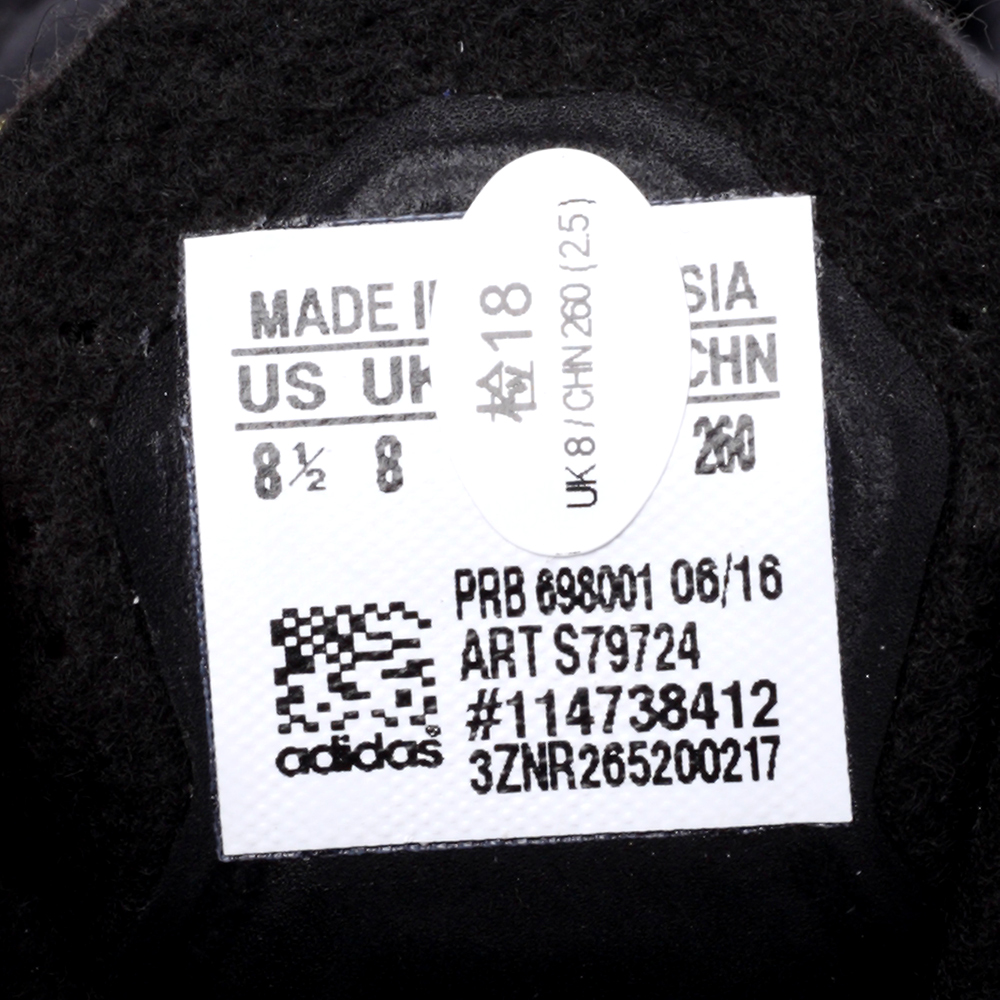 MADE I
SIA
US UK
CHN
8½ 8
260
检18
UK 8 / CHN 260 (2.5)
PRB 698001 06/16
ART S79724
#114738412
adidas®
3ZNR265200217